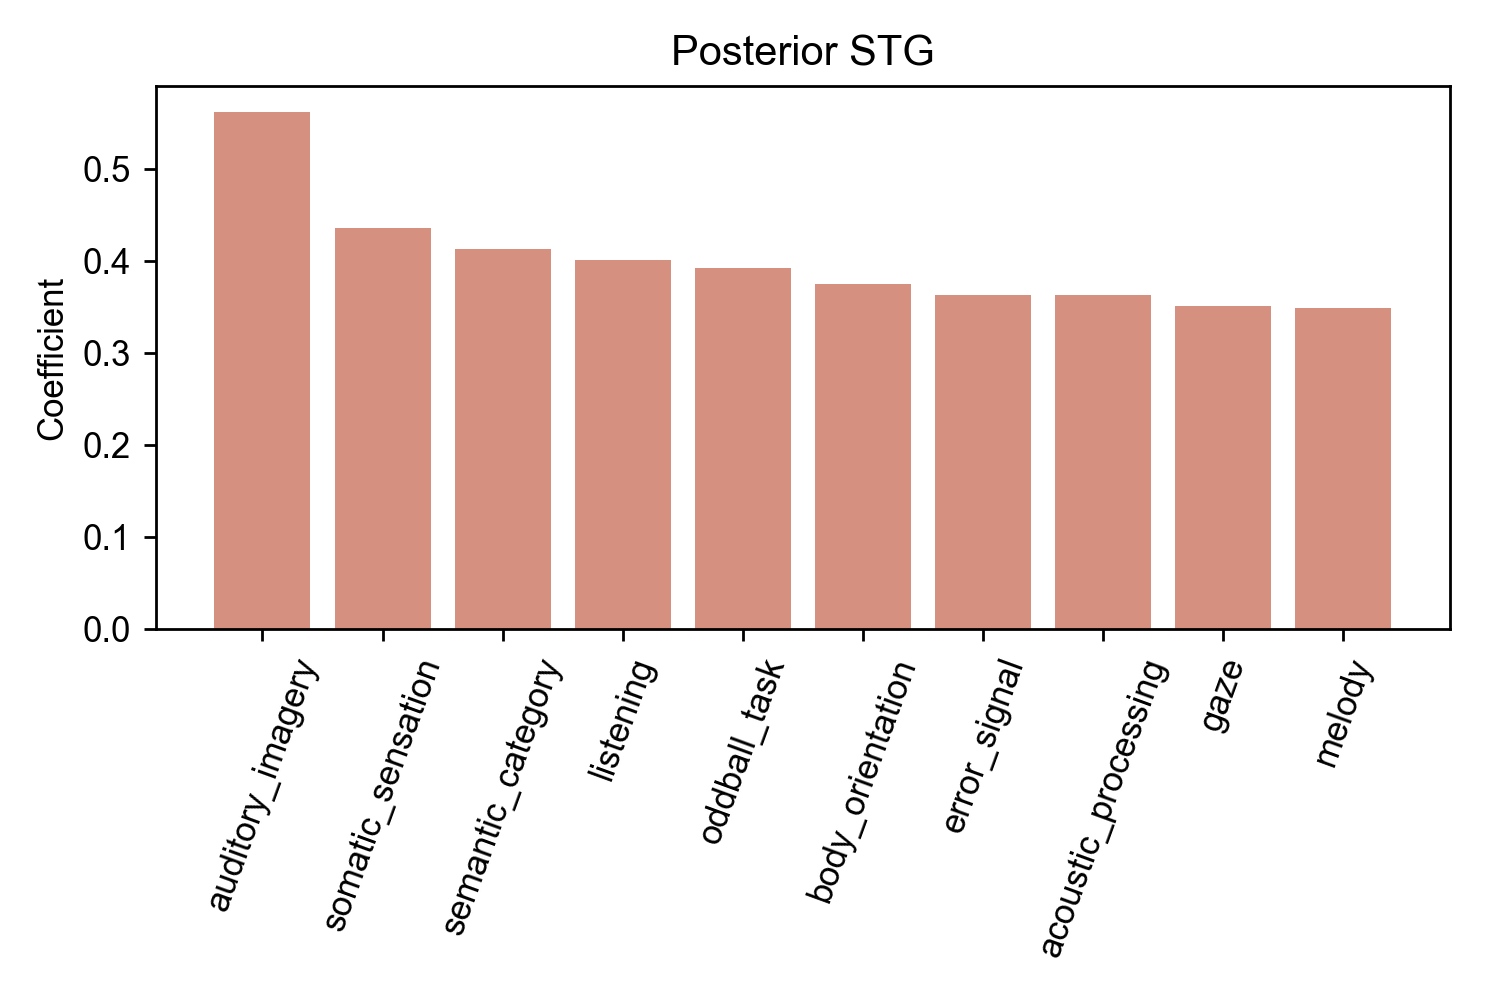 Posterior STG
Coefficient
0.5
0.4
0.3
0.2
0.1
0.0
auditory_imagery
somatic_sensation
semantic_category
listening
oddball_task
body_orientation
error_signal
acoustic_processing
gaze
melody